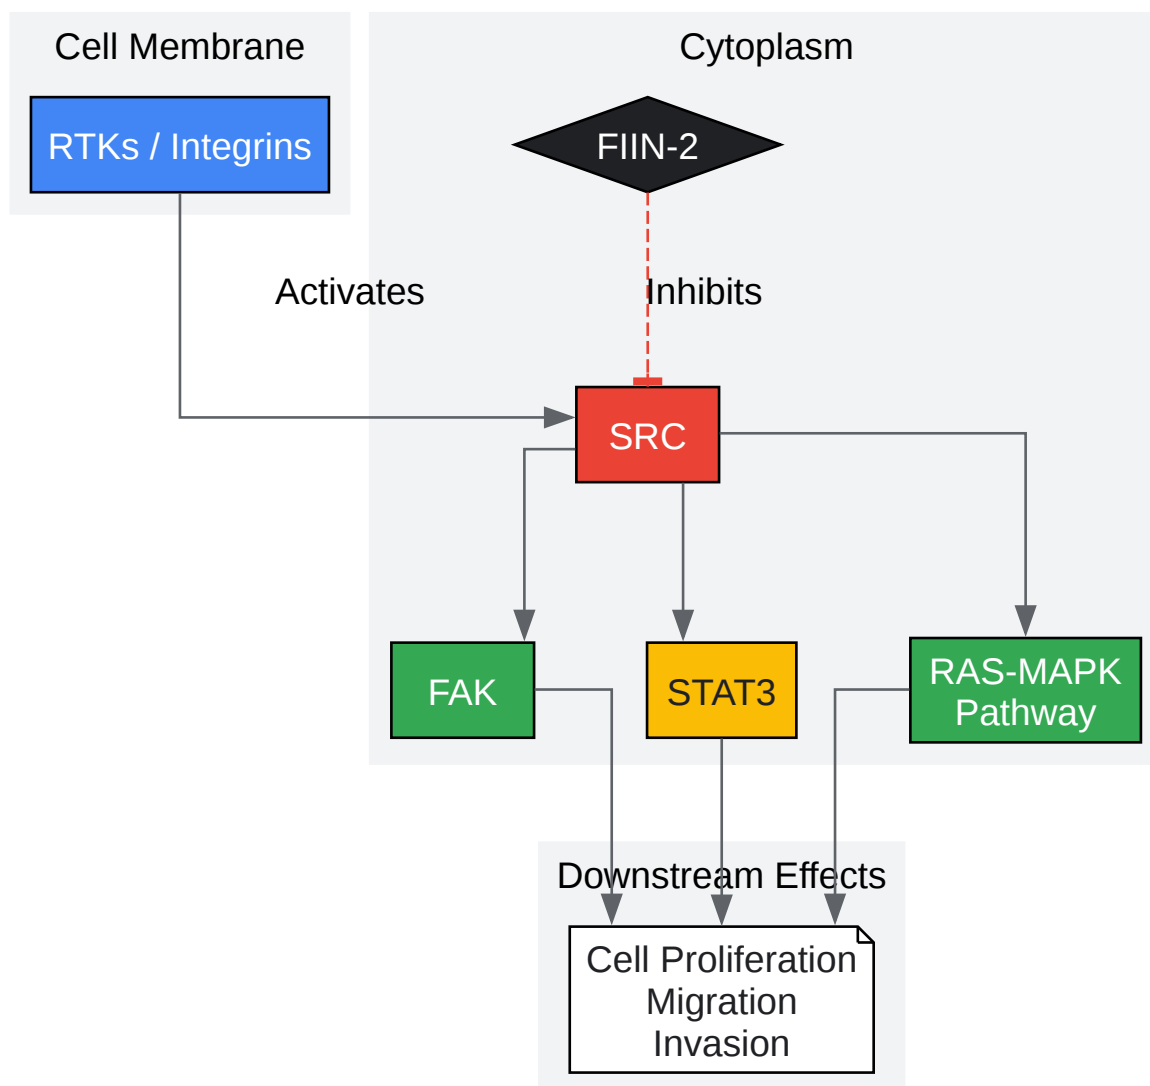 Cell Membrane
Cytoplasm
RTKs / Integrins
FIIN-2
Activates
Inhibits
SRC
FAK
STAT3
RAS-MAPK
Pathway
Downstream Effects
Cell Proliferation
Migration
Invasion